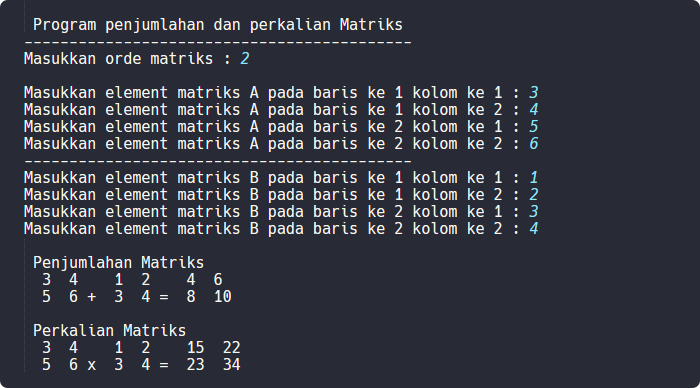 Program penjumlahan dan perkalian Matriks
-------------------------------------------
Masukkan orde matriks : 2
Masukkan element matriks A pada baris ke 1 kolom ke 1 : 3
Masukkan element matriks A pada baris ke 1 kolom ke 2 : 4
Masukkan element matriks A pada baris ke 2 kolom ke 1 : 5
Masukkan element matriks A pada baris ke 2 kolom ke 2 : 6
-------------------------------------------
Masukkan element matriks B pada baris ke 1 kolom ke 1 : 1
Masukkan element matriks B pada baris ke 1 kolom ke 2 : 2
Masukkan element matriks B pada baris ke 2 kolom ke 1 : 3
Masukkan element matriks B pada baris ke 2 kolom ke 2 : 4
Penjumlahan Matriks
3  4    1  2    4  6
5  6 +  3  4 =  8  10
Perkalian Matriks
3  4    1  2    15  22
5  6 x  3  4 =  23  34